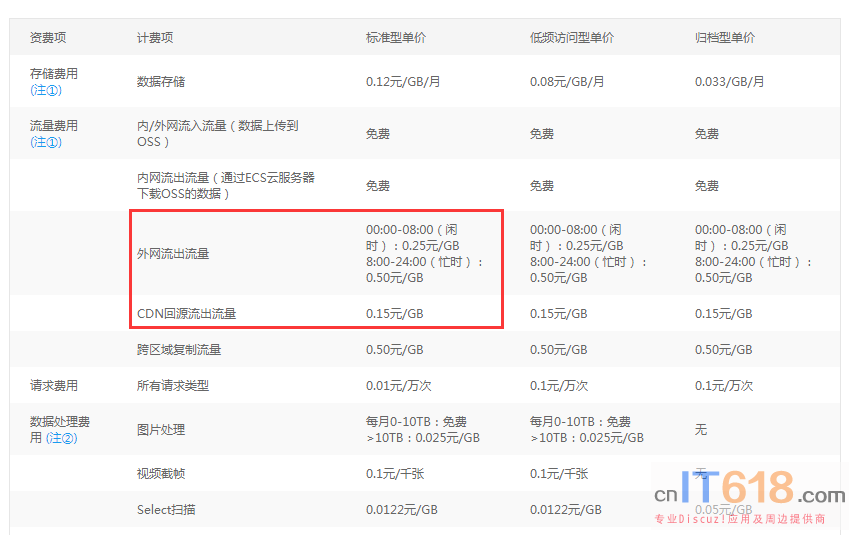 资费项 计费项 标准型单价 低频访问型单价 归档型单价
存储费用
(注①) 数据存储 0.12元/GB/月 0.08元/GB/月 0.033/GB/月
流量费用
(注①) 内/外网流入流量（数据上传到
OSS） 免费 免费 免费
内网流出流量（通过ECS云服务器
下载OSS的数据） 免费 免费 免费
外网流出流量
00:00-08:00（闲
时）：0.25元/GB
8:00-24:00（忙时）：
0.50元/GB
00:00-08:00（闲
时）：0.25元/GB
8:00-24:00（忙时）：
0.50元/GB
00:00-08:00（闲
时）：0.25元/GB
8:00-24:00（忙时）：
0.50元/GB
CDN回源流出流量 0.15元/GB 0.15元/GB 0.15元/GB
跨区域复制流量 0.50元/GB 0.50元/GB 0.50元/GB
请求费用 所有请求类型 0.01元/万次 0.1元/万次 0.1元/万次
数据处理费
用 (注②) 图片处理
每月0-10TB：免费
>10TB：0.025元/GB
每月0-10TB：免费
>10TB：0.025元/GB
无
视频截帧 0.1元/千张 0.1元/千张 无
Select扫描 0.0122元/GB 0.0122元/GB 0.05元/GB
cnIT618.com
专业Discuz!应用及周边提供商